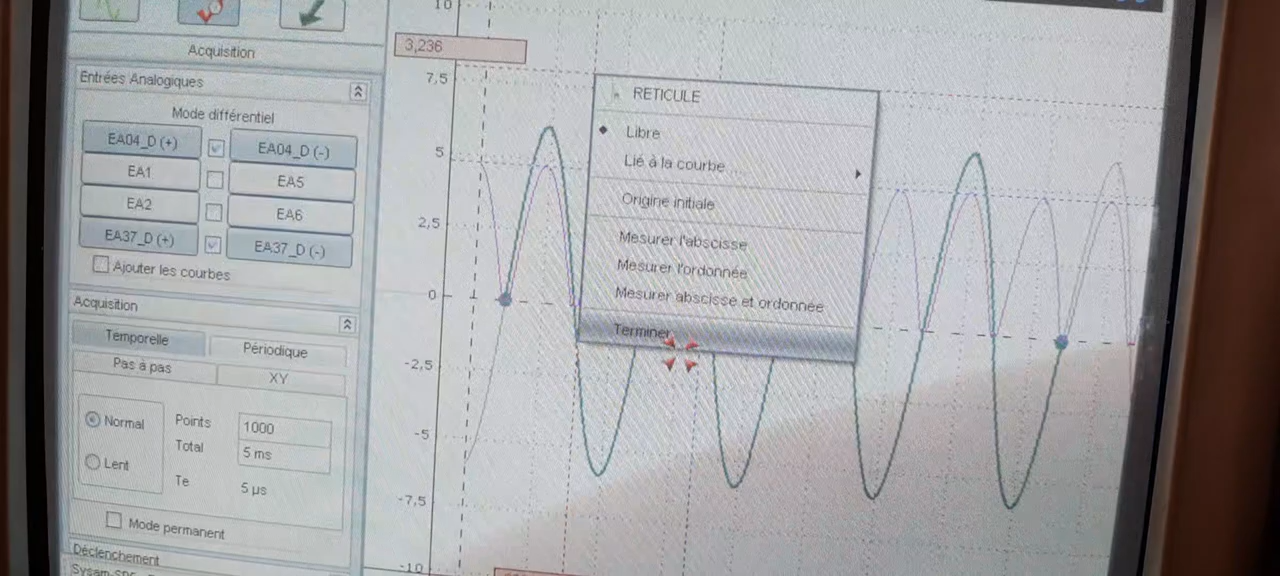 Acquisition
Entrées Analogiques
Mode différentiel
EA04_D (+)
EA04_D (-)
EA1
EA5
EA2
EA6
EA37_D (+)
EA37_D (-)
Ajouter les courbes
Acquisition
Temporelle
Périodique
Pas à pas
XY
Normal
Points
1000
Total
5 ms
Lent
Te
5 µs
Mode permanent
Déclenchement
10
3,236
7,5
5
2,5
0
-2,5
-5
-7,5
-10
RETICULE
Libre
Lié à la courbe
Origine initiale
Mesurer l'abscisse
Mesurer l'ordonnée
Mesurer abscisse et ordonnée
Terminer